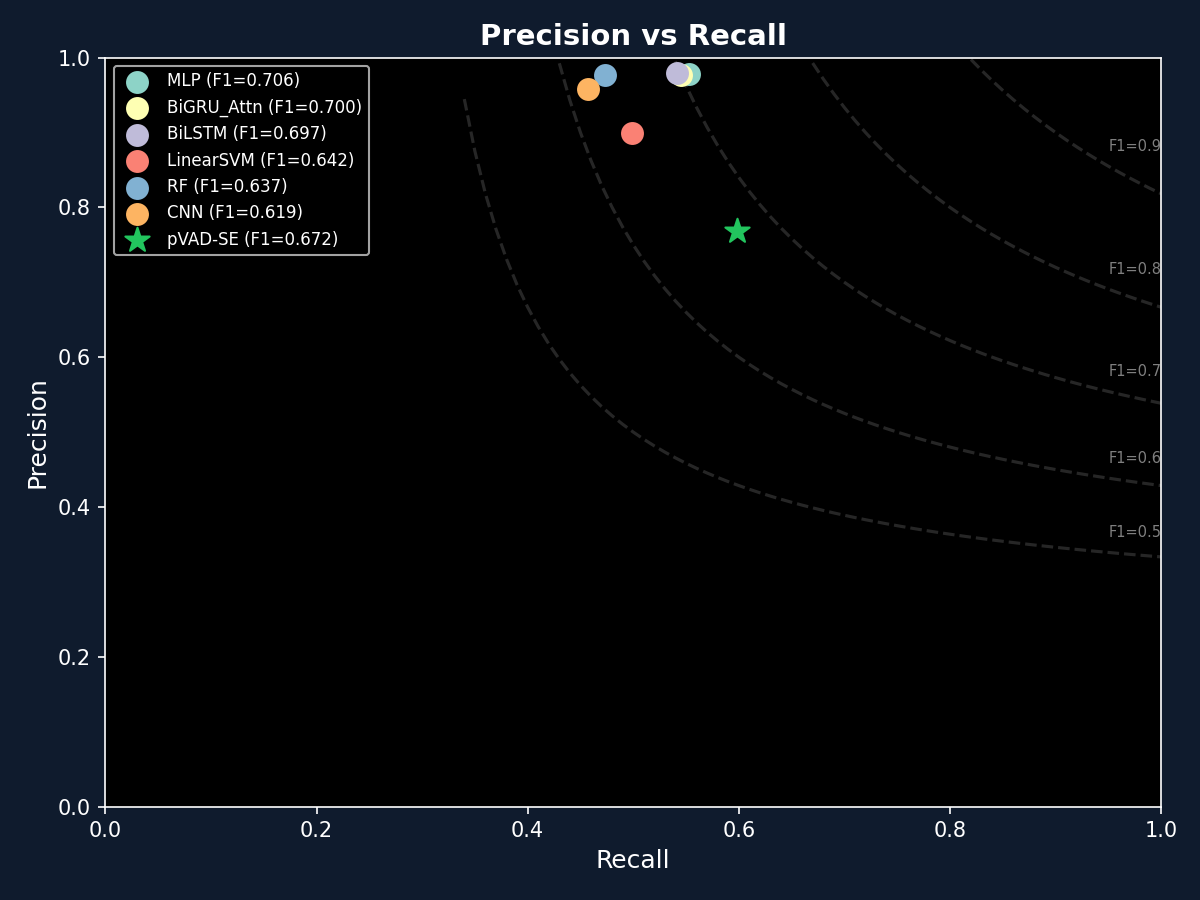 Precision vs Recall
MLP (F1=0.706)
BiGRU_Attn (F1=0.700)
BiLSTM (F1=0.697)
LinearSVM (F1=0.642)
RF (F1=0.637)
CNN (F1=0.619)
pVAD-SE (F1=0.672)
F1=0.9
F1=0.8
F1=0.7
F1=0.6
F1=0.5
1.0
0.8
0.6
0.4
0.2
0.0
Precision
0.0 0.2 0.4 0.6 0.8 1.0
Recall